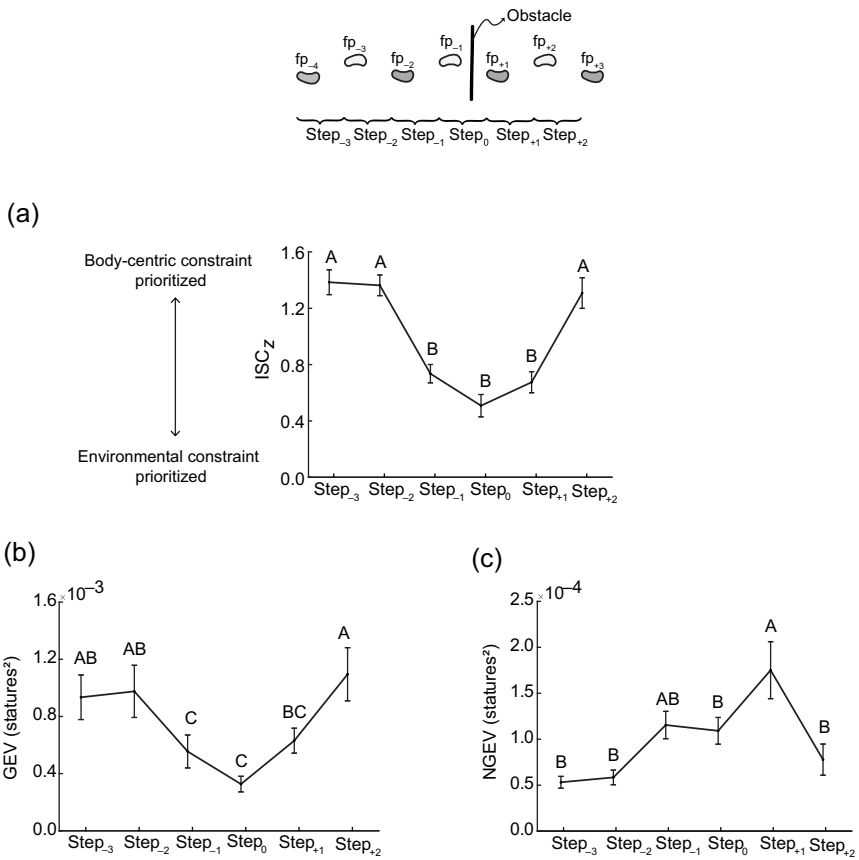 Obstacle
fp₋₄ fp₋₃ fp₋₂ fp₋₁ fp₊₁ fp₊₂ fp₊₃
Step₋₃ Step₋₂ Step₋₁ Step₀ Step₊₁ Step₊₂
(a)
Body-centric constraint
prioritized
Environmental constraint
prioritized
ISC_Z
1.6
1.2
0.8
0.4
0.0
A A B B B A
Step₋₃ Step₋₂ Step₋₁ Step₀ Step₊₁ Step₊₂
(b)
×10⁻³
GEV (statures²)
1.6
1.2
0.8
0.4
0.0
AB AB C C BC A
Step₋₃ Step₋₂ Step₋₁ Step₀ Step₊₁ Step₊₂
(c)
×10⁻⁴
NGEV (statures²)
2.5
2.0
1.5
1.0
0.5
0.0
B B AB B A B
Step₋₃ Step₋₂ Step₋₁ Step₀ Step₊₁ Step₊₂